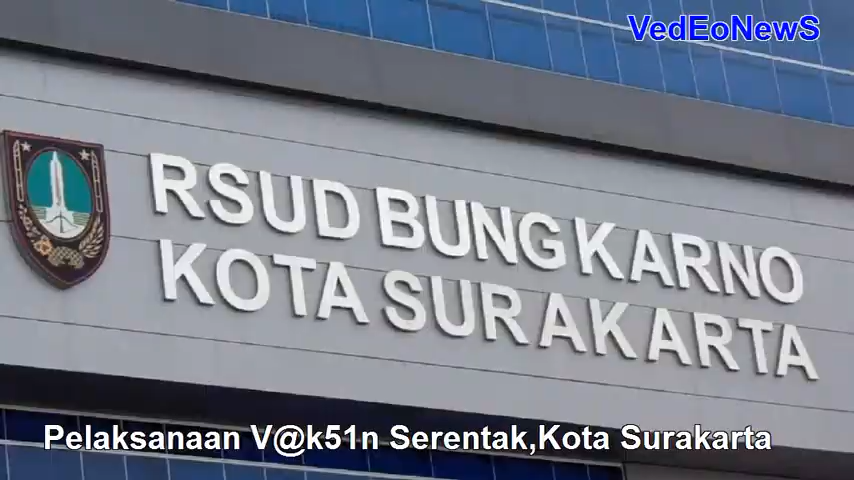 VedEoNewS
RSUD BUNG KARNO
KOTA SURAKARTA
Pelaksanaan V@k51n Serentak,Kota Surakarta